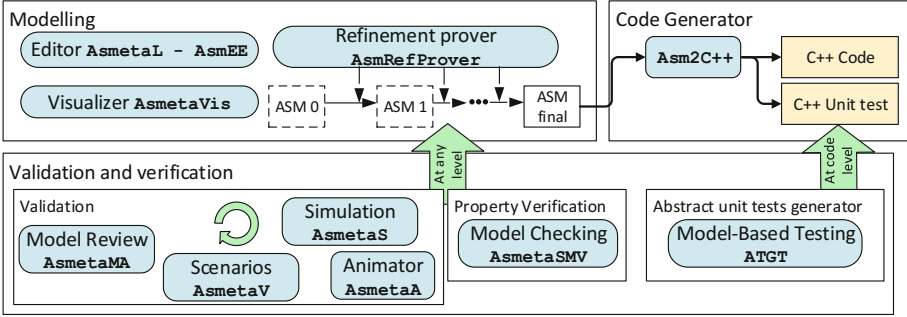 Modelling
Editor AsmetaL - AsmEE
Visualizer AsmetaVis
Refinement prover
AsmRefProver
ASM 0
ASM 1
•••
ASM
final
Code Generator
Asm2C++
C++ Code
C++ Unit test
At any
level
At code
level
Validation and verification
Validation
Model Review
AsmetaMA
Scenarios
AsmetaV
Simulation
AsmetaS
Animator
AsmetaA
Property Verification
Model Checking
AsmetaSMV
Abstract unit tests generator
Model-Based Testing
ATGT